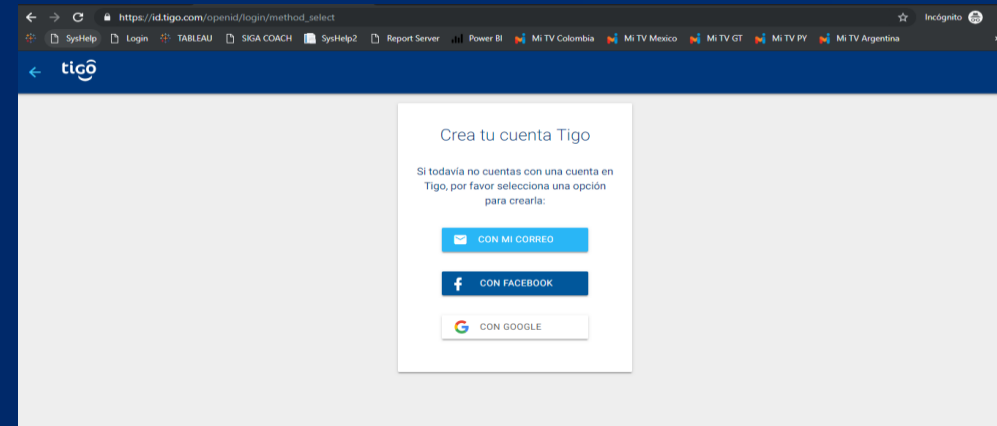 https://id.tigo.com/openid/login/method_select
Incógnito
SysHelp Login TABLEAU SIGA COACH SysHelp2 Report Server Power BI Mi TV Colombia Mi TV Mexico Mi TV GT Mi TV PY Mi TV Argentina
tigo
Crea tu cuenta Tigo
Si todavía no cuentas con una cuenta en
Tigo, por favor selecciona una opción
para crearla:
CON MI CORREO
CON FACEBOOK
CON GOOGLE